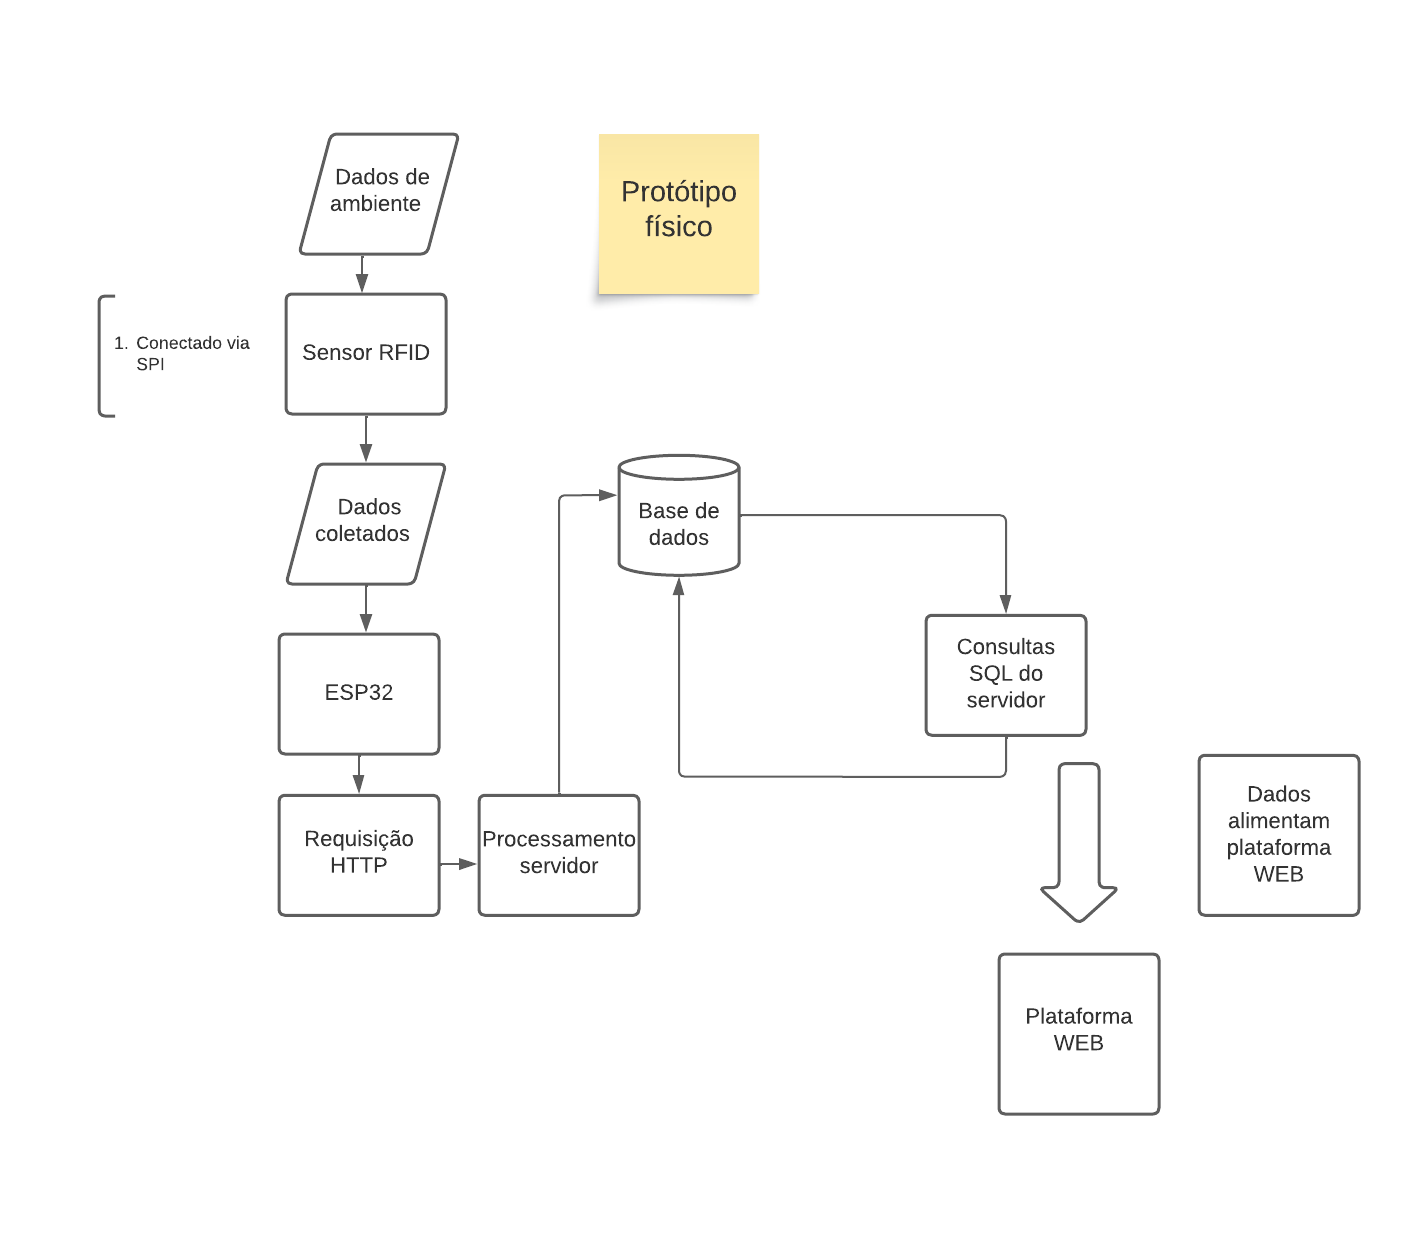 Dados de
ambiente
Protótipo
físico
1. Conectado via
SPI
Sensor RFID
Dados
coletados
Base de
dados
ESP32
Consultas
SQL do
servidor
Requisição
HTTP
Processamento
servidor
Dados
alimentam
plataforma
WEB
Plataforma
WEB